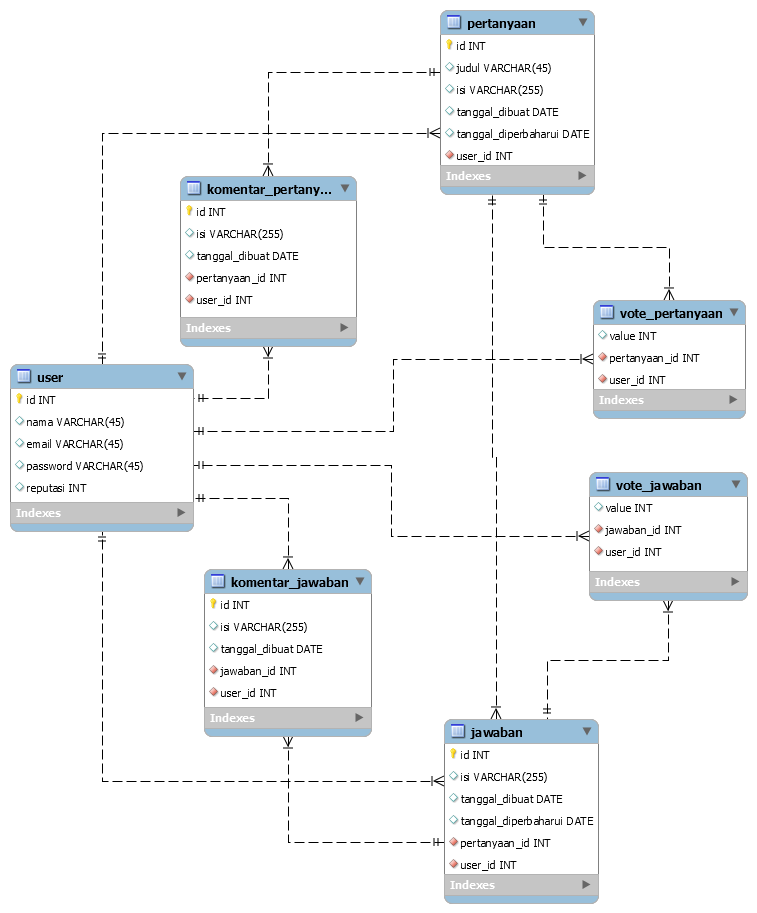 pertanyaan
id INT
judul VARCHAR(45)
isi VARCHAR(255)
tanggal_dibuat DATE
tanggal_diperbaharui DATE
user_id INT
Indexes
komentar_pertany...
id INT
isi VARCHAR(255)
tanggal_dibuat DATE
pertanyaan_id INT
user_id INT
Indexes
vote_pertanyaan
value INT
pertanyaan_id INT
user_id INT
Indexes
user
id INT
nama VARCHAR(45)
email VARCHAR(45)
password VARCHAR(45)
reputasi INT
Indexes
vote_jawaban
value INT
jawaban_id INT
user_id INT
Indexes
komentar_jawaban
id INT
isi VARCHAR(255)
tanggal_dibuat DATE
jawaban_id INT
user_id INT
Indexes
jawaban
id INT
isi VARCHAR(255)
tanggal_dibuat DATE
tanggal_diperbaharui DATE
pertanyaan_id INT
user_id INT
Indexes